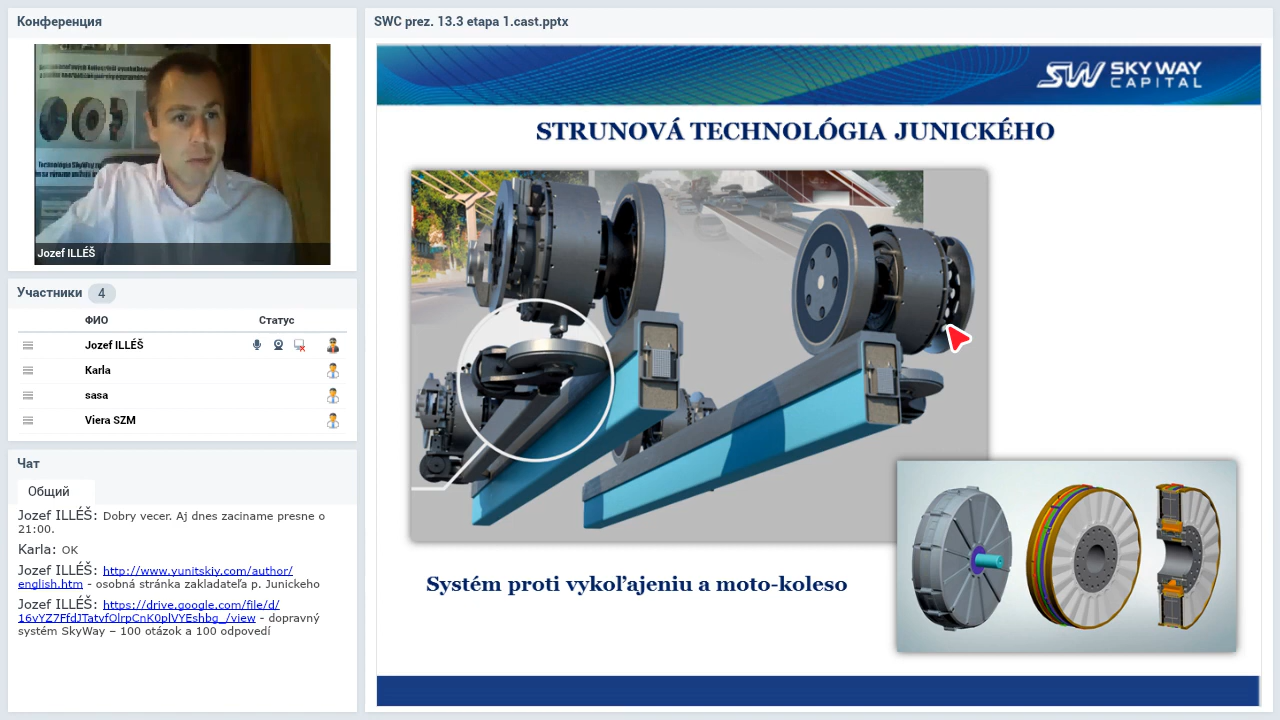 Конференция
Jozef ILLÉŠ
Участники 4
ФИО Статус
Jozef ILLÉŠ
Karla
sasa
Viera SZM
Чат
Общий
Jozef ILLÉŠ: Dobry vecer. Aj dnes zaciname presne o
21:00.
Karla: OK
Jozef ILLÉŠ: http://www.yunitskiy.com/author/
english.htm - osobná stránka zakladateľa p. Junickeho
Jozef ILLÉŠ: https://drive.google.com/file/d/
16vYZ7FfdJTatvfOlrpCnK0plVYEshbg_/view - dopravný
systém SkyWay – 100 otázok a 100 odpovedí
SWC prez. 13.3 etapa 1.cast.pptx
SW SKY WAY
CAPITAL
STRUNOVÁ TECHNOLÓGIA JUNICKÉHO
Systém proti vykoľajeniu a moto-koleso